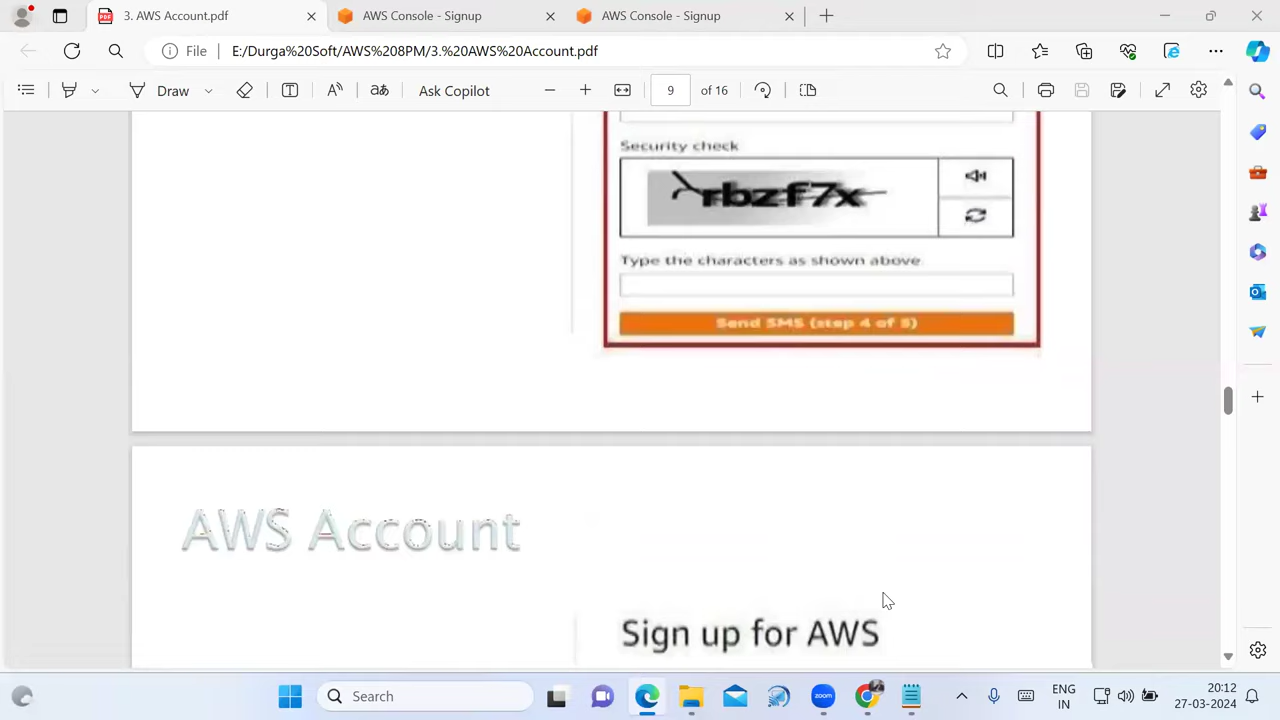 3. AWS Account.pdf
AWS Console - Signup
AWS Console - Signup
File
E:/Durga%20Soft/AWS%208PM/3.%20AWS%20Account.pdf
Draw
Ask Copilot
9
of 16
Security check
rbzf7x
Type the characters as shown above
Send SMS (step 4 of 5)
AWS Account
Sign up for AWS
Search
zoom
ENG
IN
20:12
27-03-2024